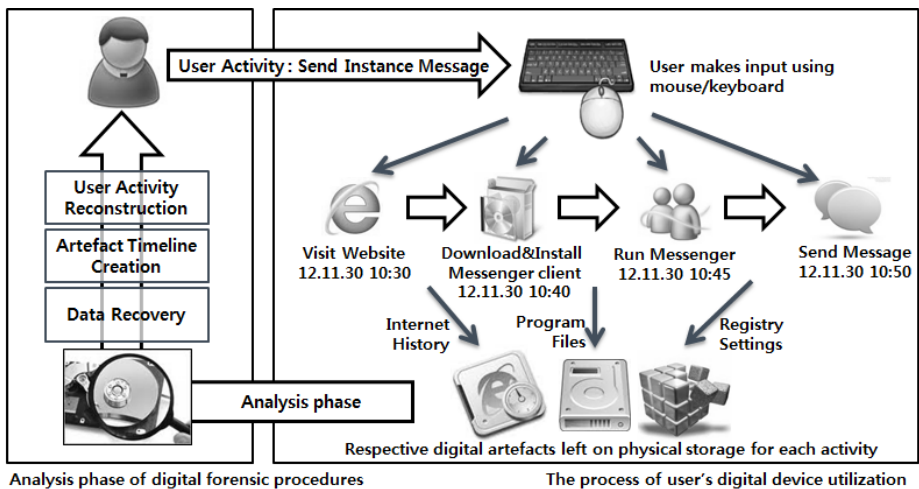 User Activity : Send Instance Message
User makes input using
mouse/keyboard
User Activity
Reconstruction
Artefact Timeline
Creation
Data Recovery
Visit Website
12.11.30 10:30
Download&Install
Messenger client
12.11.30 10:40
Run Messenger
12.11.30 10:45
Send Message
12.11.30 10:50
Internet
History
Program
Files
Registry
Settings
Analysis phase
Respective digital artefacts left on physical storage for each activity
Analysis phase of digital forensic procedures
The process of user's digital device utilization